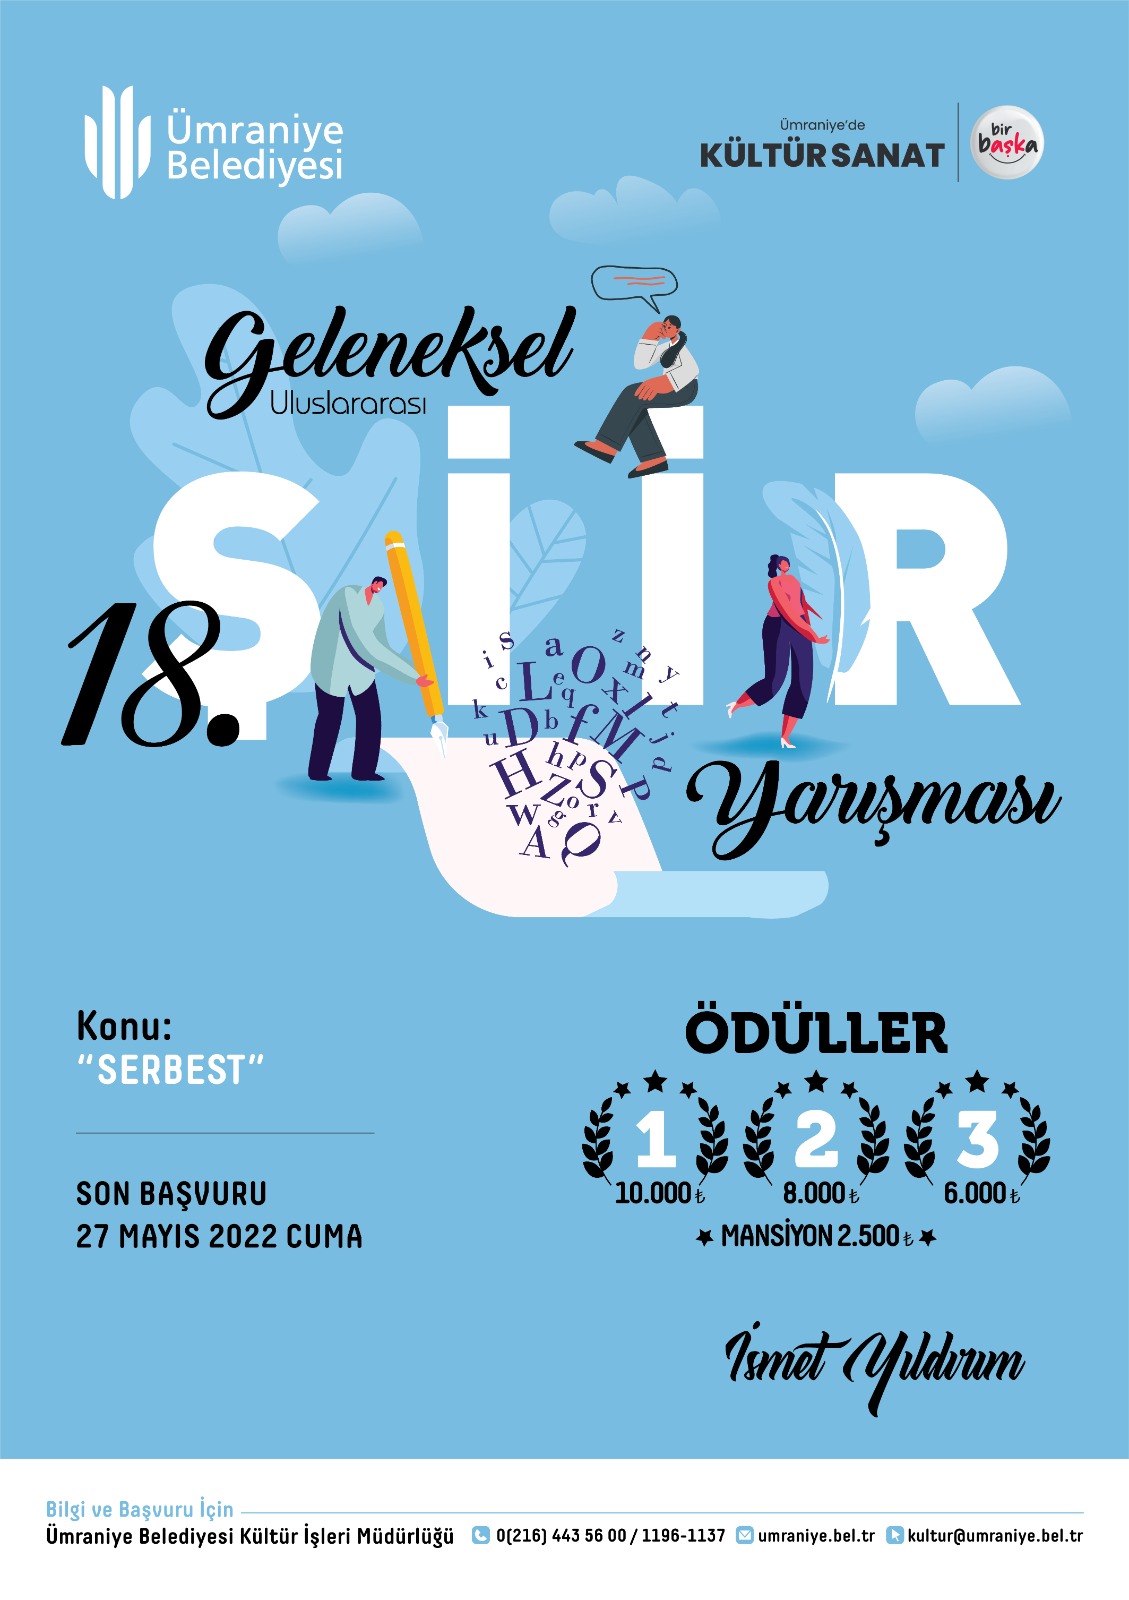 Ümraniye
Belediyesi
Ümraniye'de
KÜLTÜR SANAT
bir
başka
Geleneksel
Uluslararası
ŞİİR
18.
Yarışması
s a z n y
i L O m
c e q x l t
k D b f M j
u H h p S d
Z o r P
w g v
A Q
Konu:
“SERBEST”
SON BAŞVURU
27 MAYIS 2022 CUMA
ÖDÜLLER
1 2 3
10.000₺ 8.000₺ 6.000₺
MANSİYON 2.500₺
İsmet Yıldırım
Bilgi ve Başvuru İçin
Ümraniye Belediyesi Kültür İşleri Müdürlüğü 0(216) 443 56 00 / 1196-1137 umraniye.bel.tr kultur@umraniye.bel.tr